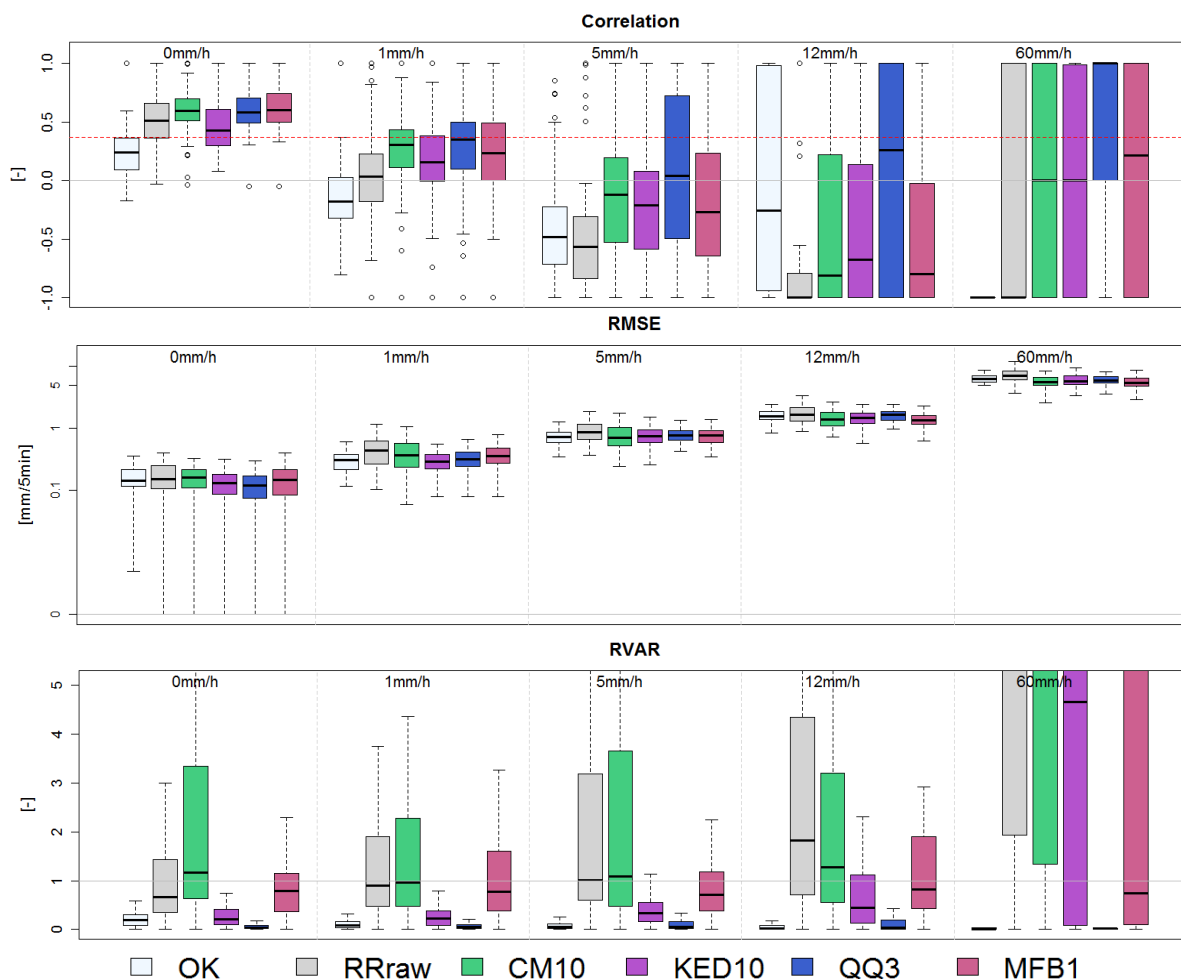 Correlation
0mm/h 1mm/h 5mm/h 12mm/h 60mm/h
1.0
0.5
0.0
-0.5
-1.0
[-]
RMSE
0mm/h 1mm/h 5mm/h 12mm/h 60mm/h
5
1
0.1
0
[mm/5min]
RVAR
0mm/h 1mm/h 5mm/h 12mm/h 60mm/h
5
4
3
2
1
0
[-]
OK RRraw CM10 KED10 QQ3 MFB1